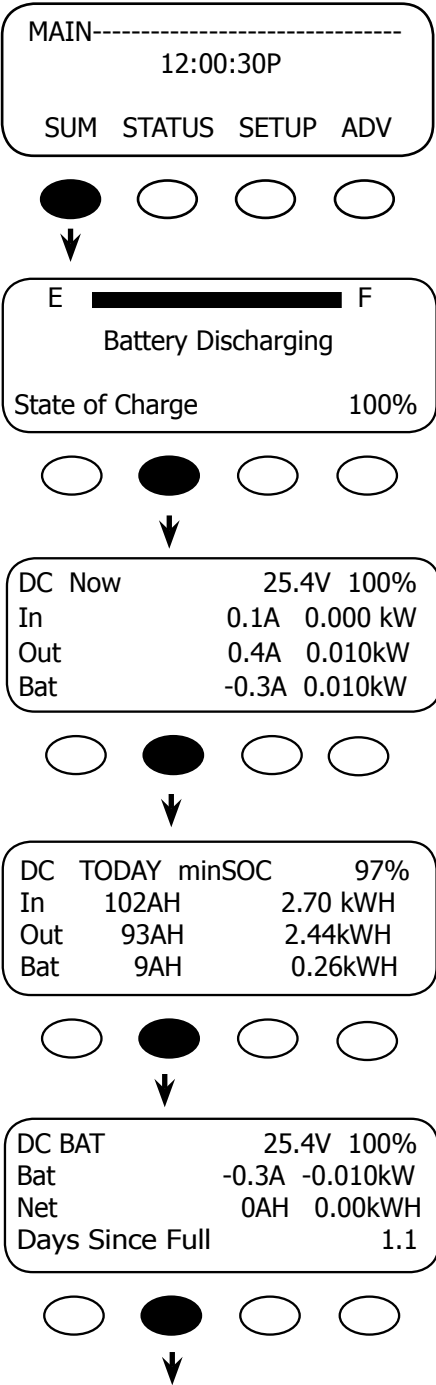 MAIN--------------------------------
12:00:30P
SUM STATUS SETUP ADV
E F
Battery Discharging
State of Charge 100%
DC Now 25.4V 100%
In 0.1A 0.000 kW
Out 0.4A 0.010kW
Bat -0.3A 0.010kW
DC TODAY minSOC 97%
In 102AH 2.70 kWH
Out 93AH 2.44kWH
Bat 9AH 0.26kWH
DC BAT 25.4V 100%
Bat -0.3A -0.010kW
Net 0AH 0.00kWH
Days Since Full 1.1